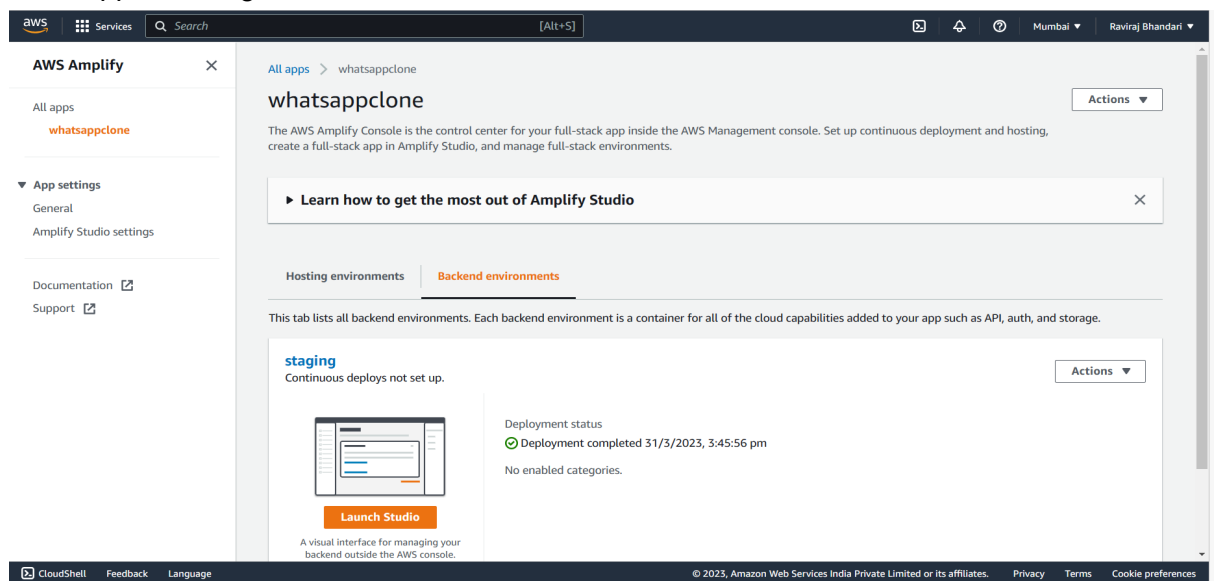 aws
Services
Search
[Alt+S]
Mumbai ▼
Raviraj Bhandari ▼
AWS Amplify
All apps
whatsappclone
App settings
General
Amplify Studio settings
Documentation
Support
All apps > whatsappclone
whatsappclone
Actions ▼
The AWS Amplify Console is the control center for your full-stack app inside the AWS Management console. Set up continuous deployment and hosting,
create a full-stack app in Amplify Studio, and manage full-stack environments.
Learn how to get the most out of Amplify Studio
Hosting environments
Backend environments
This tab lists all backend environments. Each backend environment is a container for all of the cloud capabilities added to your app such as API, auth, and storage.
staging
Continuous deploys not set up.
Actions ▼
Deployment status
Deployment completed 31/3/2023, 3:45:56 pm
No enabled categories.
Launch Studio
A visual interface for managing your
backend outside the AWS console.
CloudShell
Feedback
Language
© 2023, Amazon Web Services India Private Limited or its affiliates.
Privacy
Terms
Cookie preferences